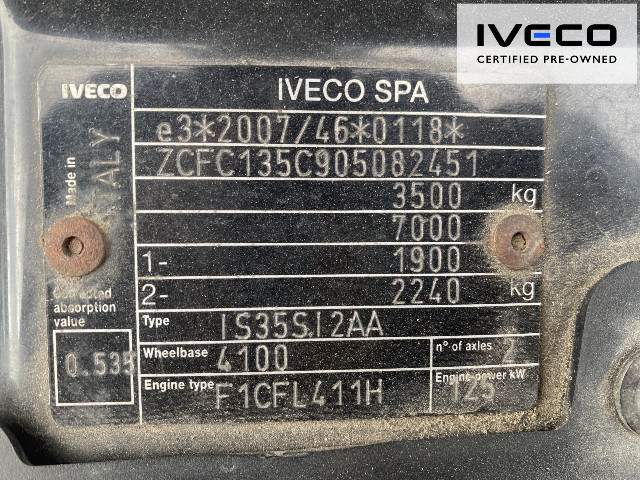 IVECO
CERTIFIED PRE-OWNED
IVECO
IVECO SPA
Made in
ITALY
e3*2007/46*0118*
ZCFC135C905082451
3500 kg
7000
1- 1900
2- 2240 kg
absorption
value
0.535
Type IS35SI2AA
Wheelbase 4100
n° of axles 2
Engine type F1CFL411H
Engine power kW
125